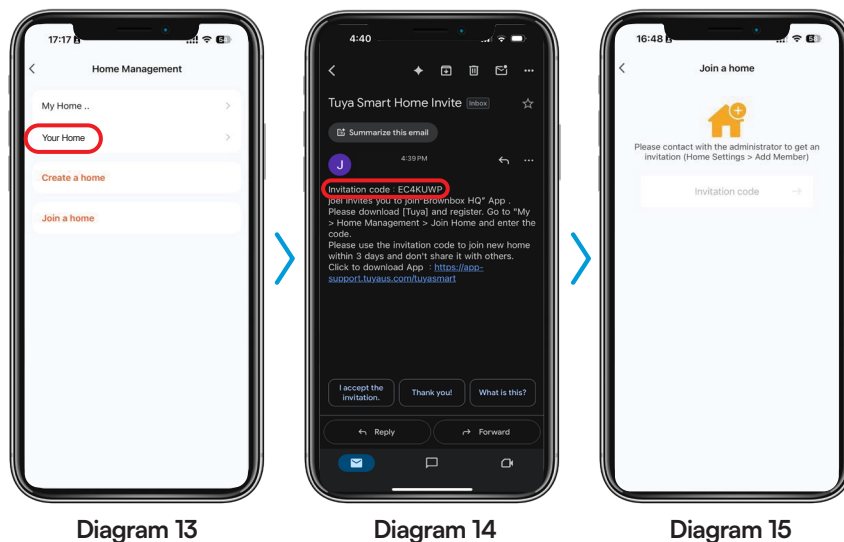 17:17
Home Management
My Home ..
Your Home
Create a home
Join a home
Diagram 13
4:40
Tuya Smart Home Invite Inbox
Summarize this email
J
4:39 PM
Invitation code : EC4KUWP
joel invites you to join"Brownbox HQ" App .
Please download [Tuya] and register. Go to "My
> Home Management > Join Home and enter the
code.
Please use the invitation code to join new home
within 3 days and don't share it with others.
Click to download App : https://app-
support.tuyaus.com/tuyasmart
I accept the
invitation.
Thank you!
What is this?
Reply
Forward
Diagram 14
16:48
Join a home
Please contact with the administrator to get an
invitation (Home Settings > Add Member)
Invitation code
Diagram 15